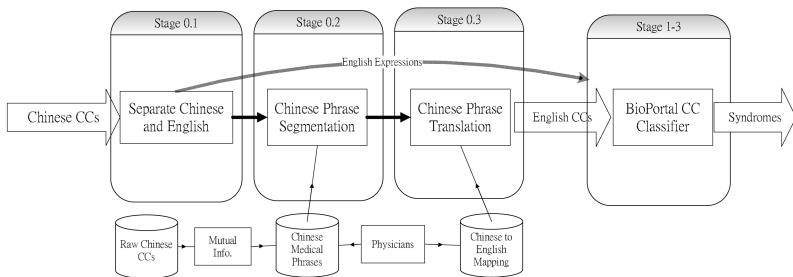 Stage 0.1
Stage 0.2
Stage 0.3
Stage 1-3
English Expressions
Chinese CCs
Separate Chinese
and English
Chinese Phrase
Segmentation
Chinese Phrase
Translation
English CCs
BioPortal CC
Classifier
Syndromes
Raw Chinese
CCs
Mutual
Info.
Chinese
Medical
Phrases
Physicians
Chinese to
English
Mapping